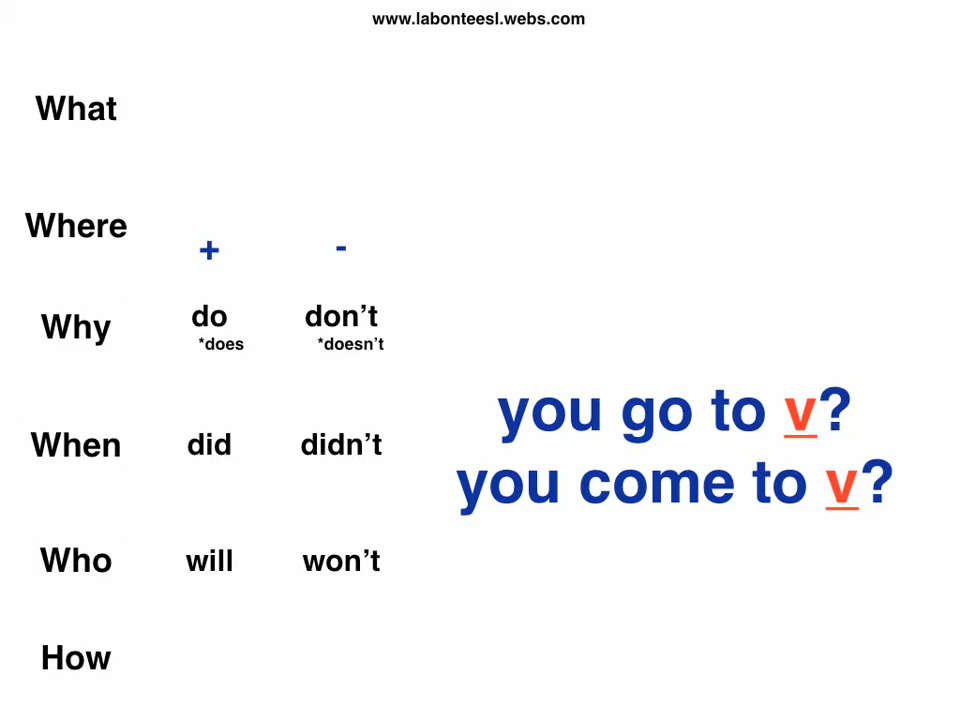 www.labonteesl.webs.com
What
Where
+ -
Why do don’t
*does *doesn’t
you go to v?
When did didn’t
you come to v?
Who will won’t
How